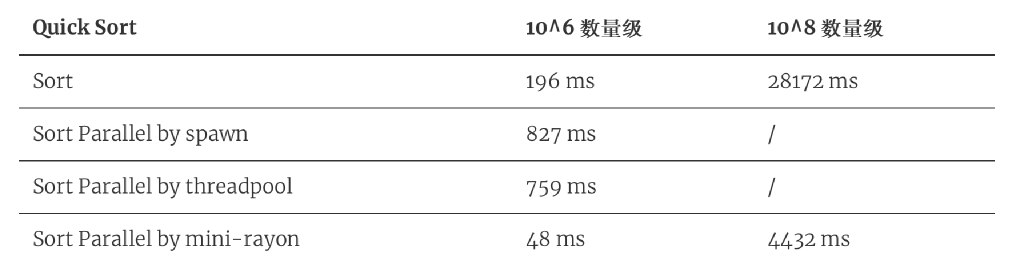 Quick Sort 10^6 数量级 10^8 数量级
Sort 196 ms 28172 ms
Sort Parallel by spawn 827 ms /
Sort Parallel by threadpool 759 ms /
Sort Parallel by mini-rayon 48 ms 4432 ms